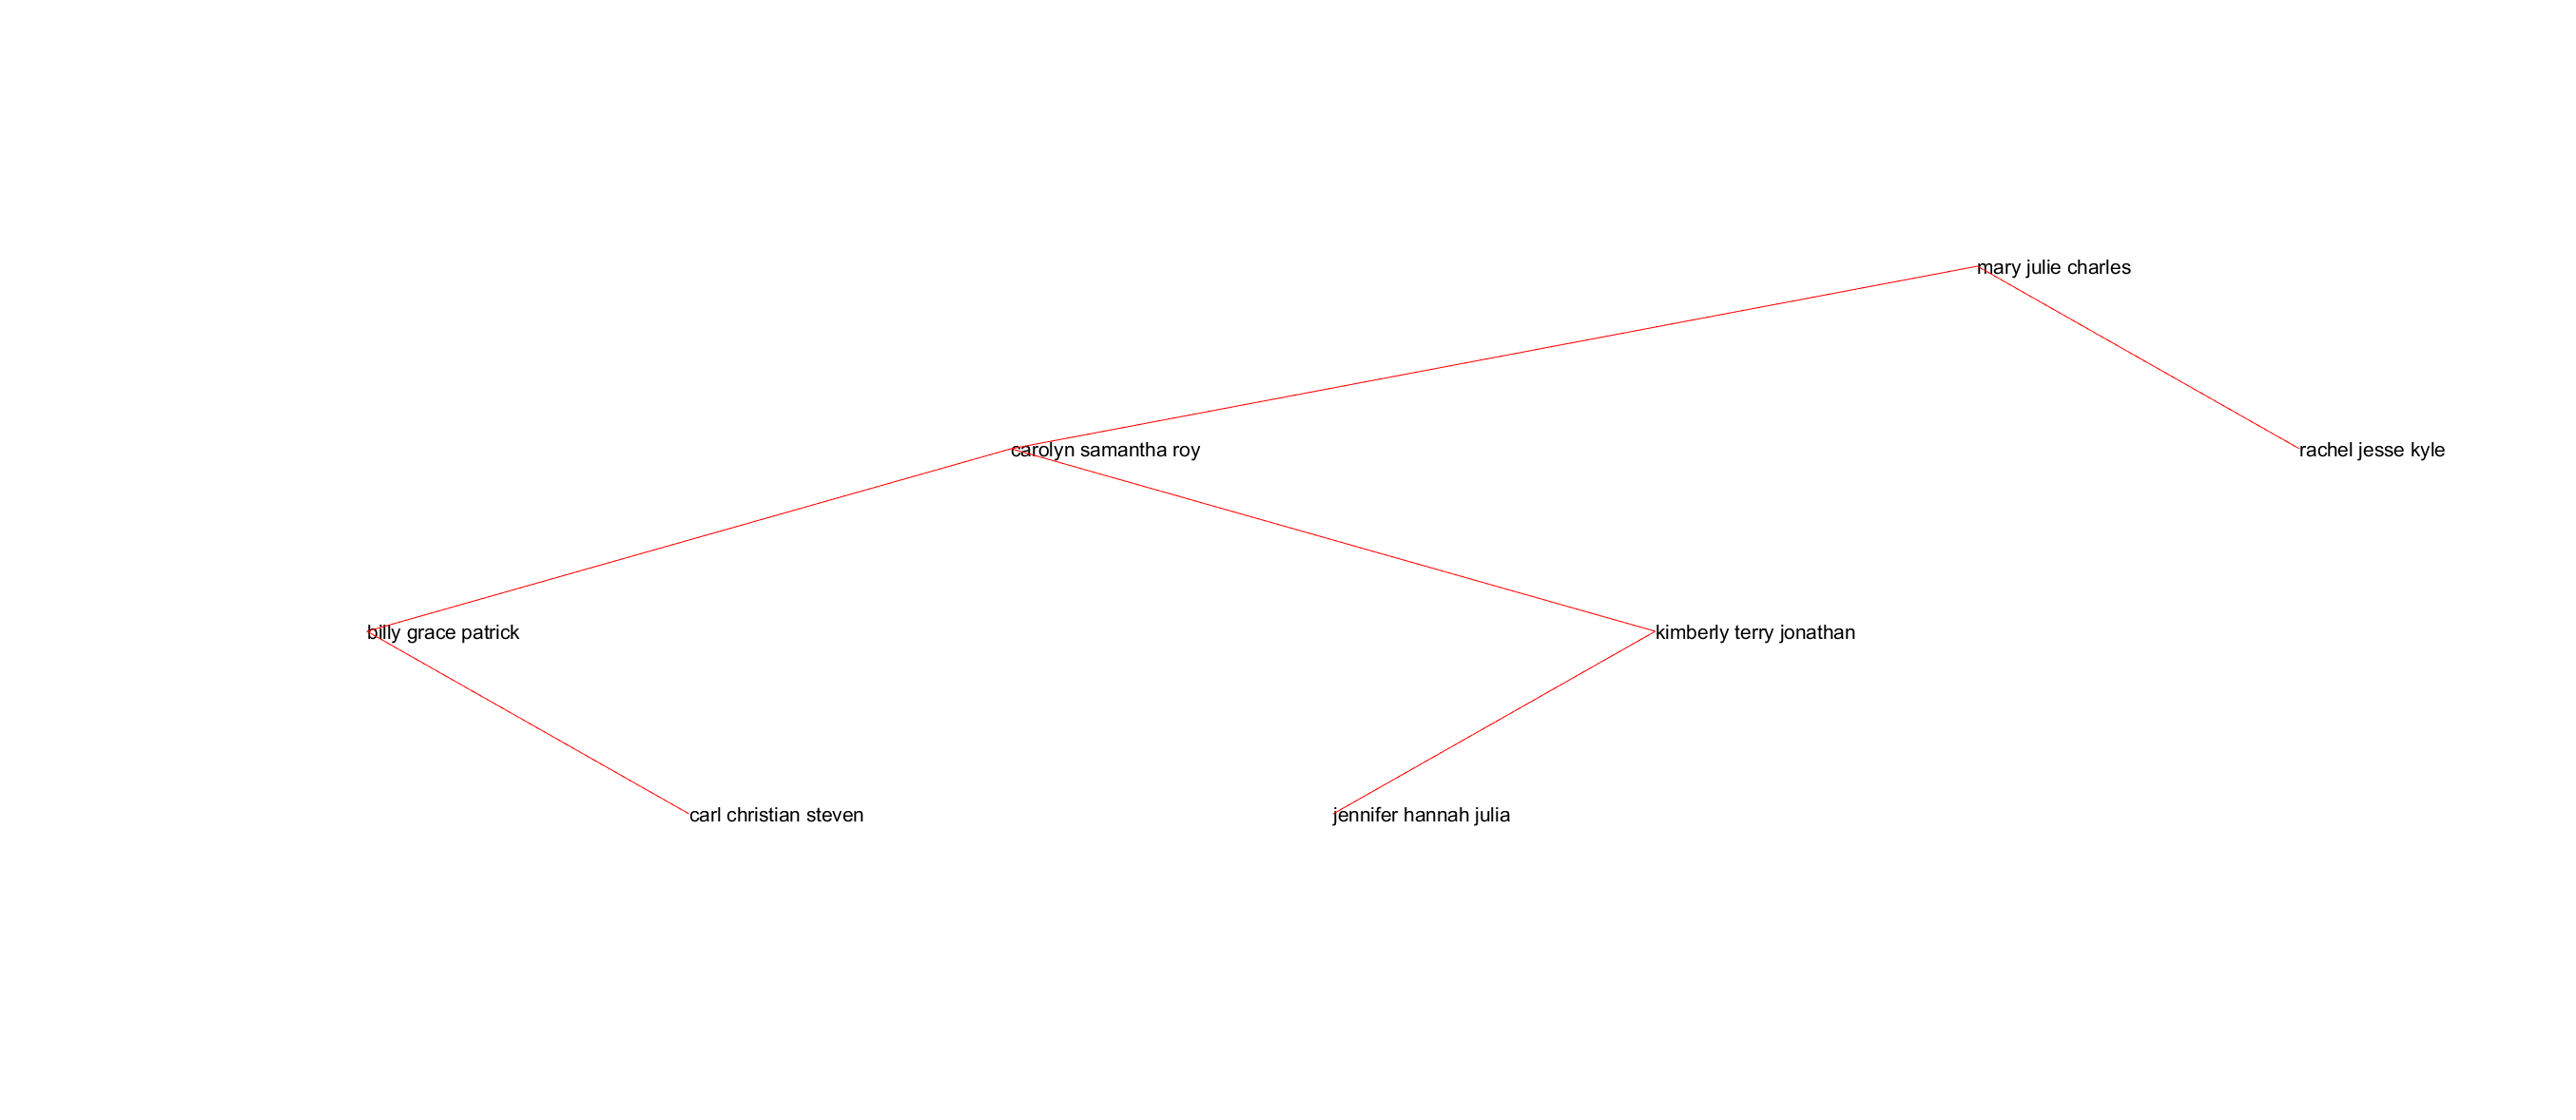 mary julie charles
carolyn samantha roy
rachel jesse kyle
billy grace patrick
kimberly terry jonathan
carl christian steven
jennifer hannah julia